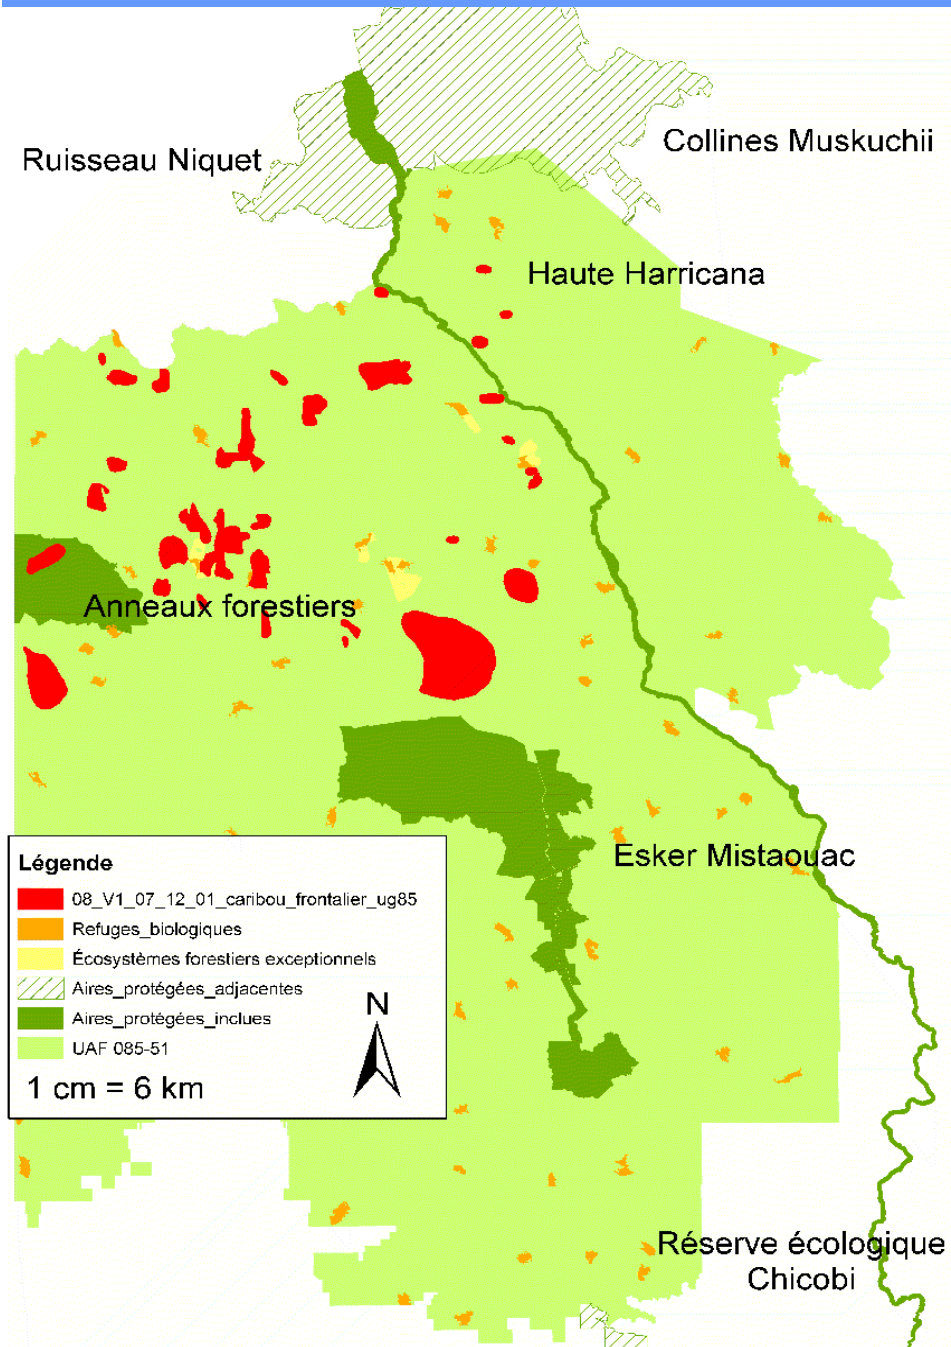 Collines Muskuchii
Ruisseau Niquet
Haute Harricana
Anneaux forestiers
Esker Mistaouac
Légende
08_V1_07_12_01_caribou_frontalier_ug85
Refuges_biologiques
Écosystèmes forestiers exceptionnels
Aires_protégées_adjacentes
Aires_protégées_inclues
UAF 085-51
N
1 cm = 6 km
Réserve écologique
Chicobi